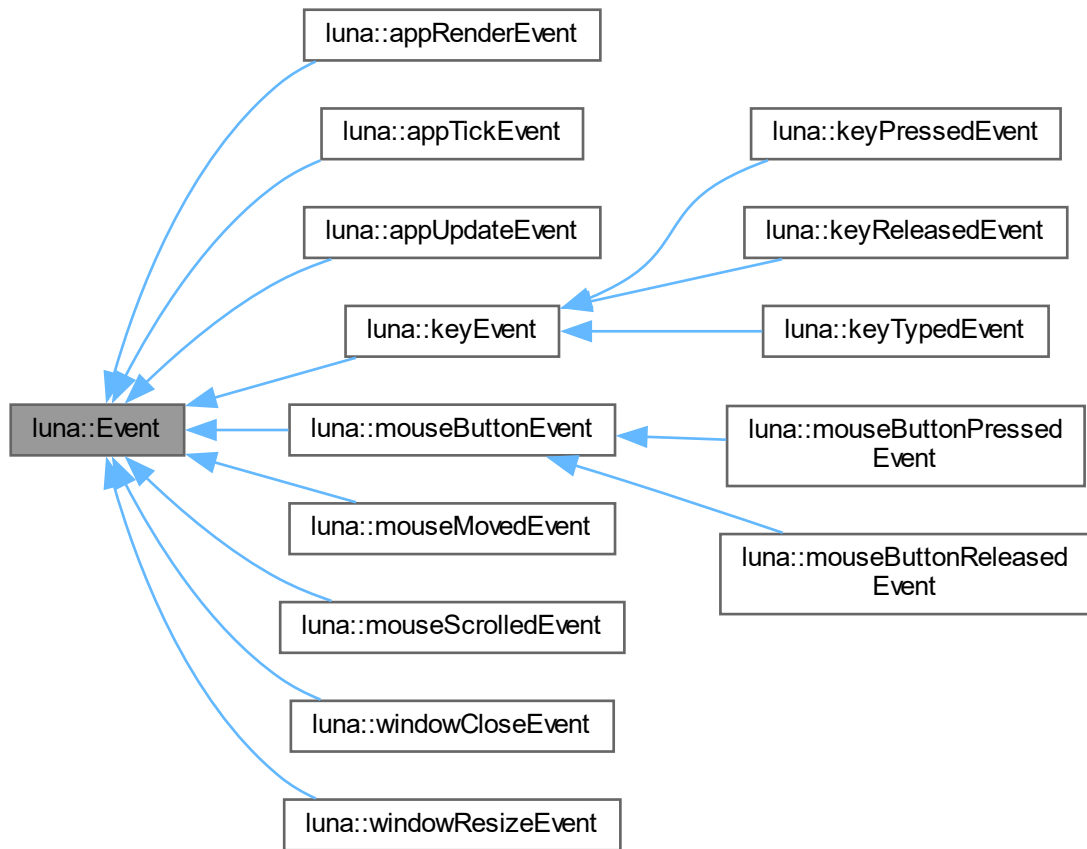 luna::appRenderEvent
luna::appTickEvent
luna::keyPressedEvent
luna::appUpdateEvent
luna::keyReleasedEvent
luna::keyEvent
luna::keyTypedEvent
luna::Event
luna::mouseButtonEvent
luna::mouseButtonPressed
Event
luna::mouseMovedEvent
luna::mouseButtonReleased
Event
luna::mouseScrolledEvent
luna::windowCloseEvent
luna::windowResizeEvent